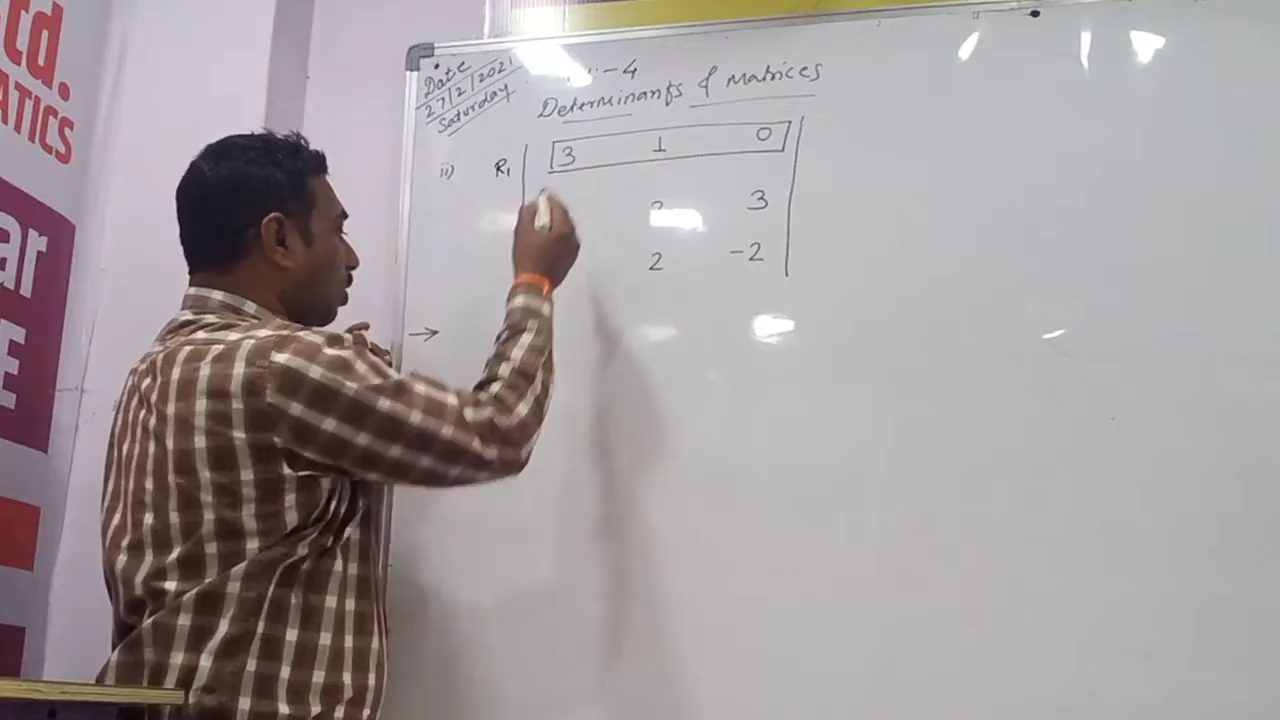 td.
ATICS
ar
E
Date
27/2/2021
Saturday
:-4
Determinants & Matrices
ii) R₁ 3 1 0
3
2 -2
→